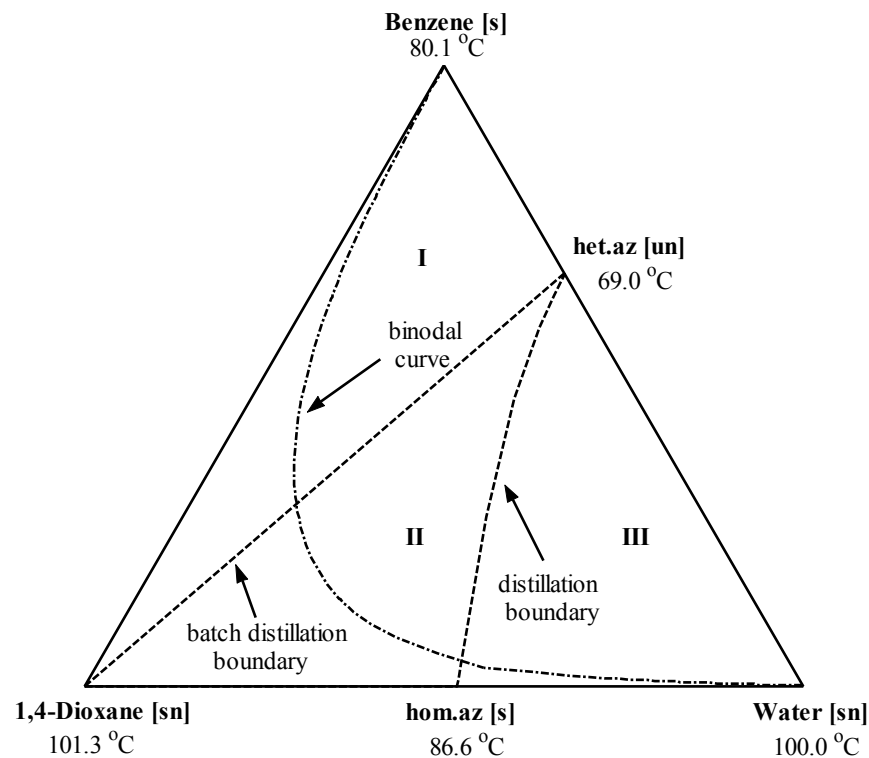 Benzene [s]
80.1 °C
I
het.az [un]
69.0 °C
binodal
curve
II
III
distillation
boundary
batch distillation
boundary
1,4-Dioxane [sn]
101.3 °C
hom.az [s]
86.6 °C
Water [sn]
100.0 °C